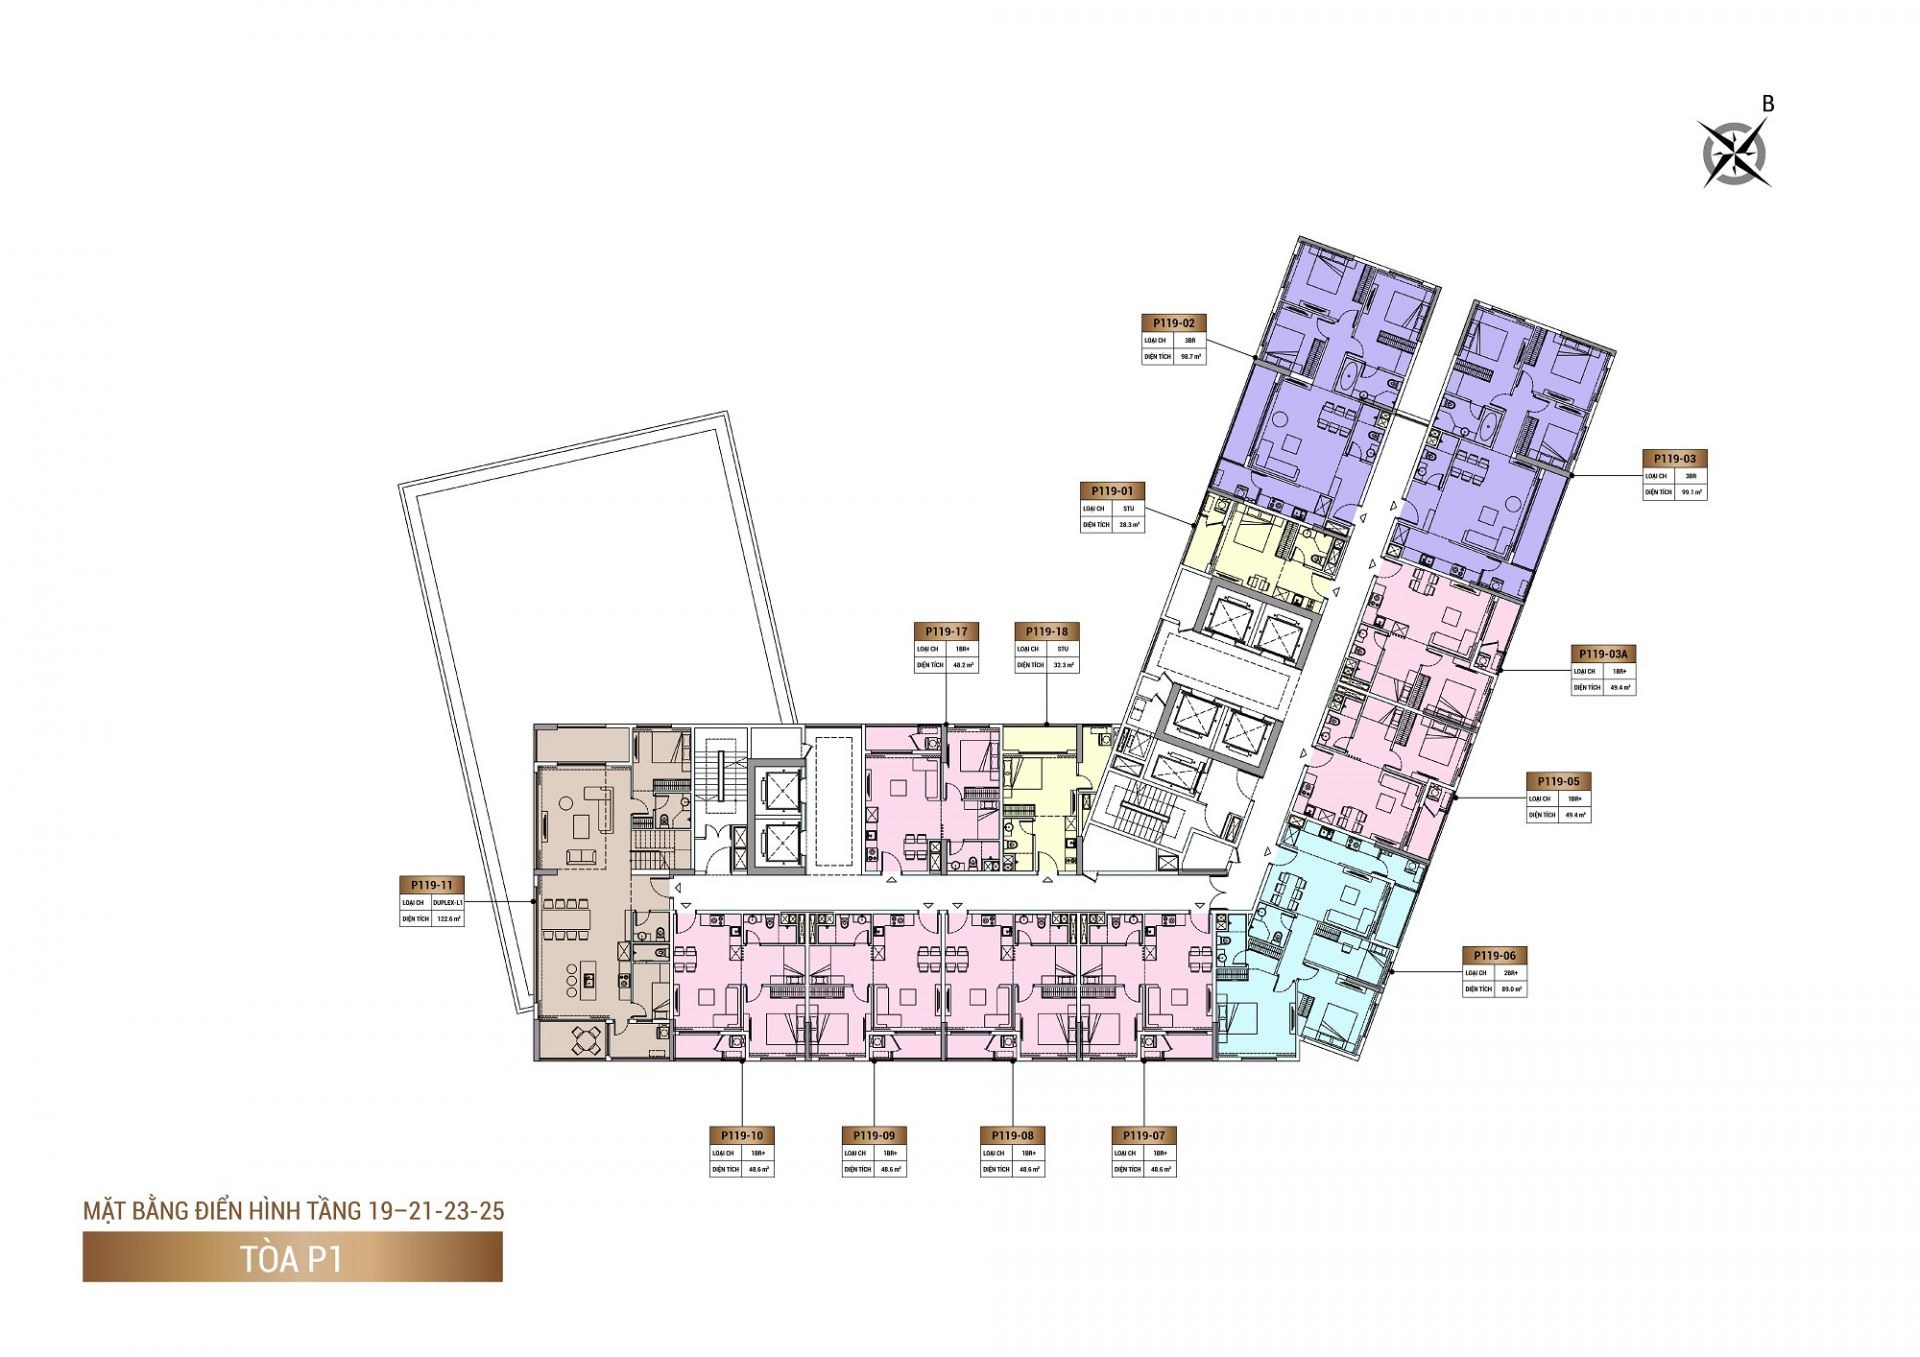 B
P119-02
LOẠI CH 3BR
DIỆN TÍCH 98.7 m²
P119-03
LOẠI CH 3BR
DIỆN TÍCH 99.1 m²
P119-01
LOẠI CH STU
DIỆN TÍCH 28.3 m²
P119-17
LOẠI CH 1BR+
DIỆN TÍCH 48.2 m²
P119-18
LOẠI CH STU
DIỆN TÍCH 32.3 m²
P119-03A
LOẠI CH 1BR+
DIỆN TÍCH 49.4 m²
P119-05
LOẠI CH 1BR+
DIỆN TÍCH 49.4 m²
P119-11
LOẠI CH DUPLEX-L1
DIỆN TÍCH 122.6 m²
P119-06
LOẠI CH 2BR+
DIỆN TÍCH 89.0 m²
P119-10
LOẠI CH 1BR+
DIỆN TÍCH 48.6 m²
P119-09
LOẠI CH 1BR+
DIỆN TÍCH 48.6 m²
P119-08
LOẠI CH 1BR+
DIỆN TÍCH 48.6 m²
P119-07
LOẠI CH 1BR+
DIỆN TÍCH 48.6 m²
MẶT BẰNG ĐIỂN HÌNH TẦNG 19–21-23-25
TÒA P1